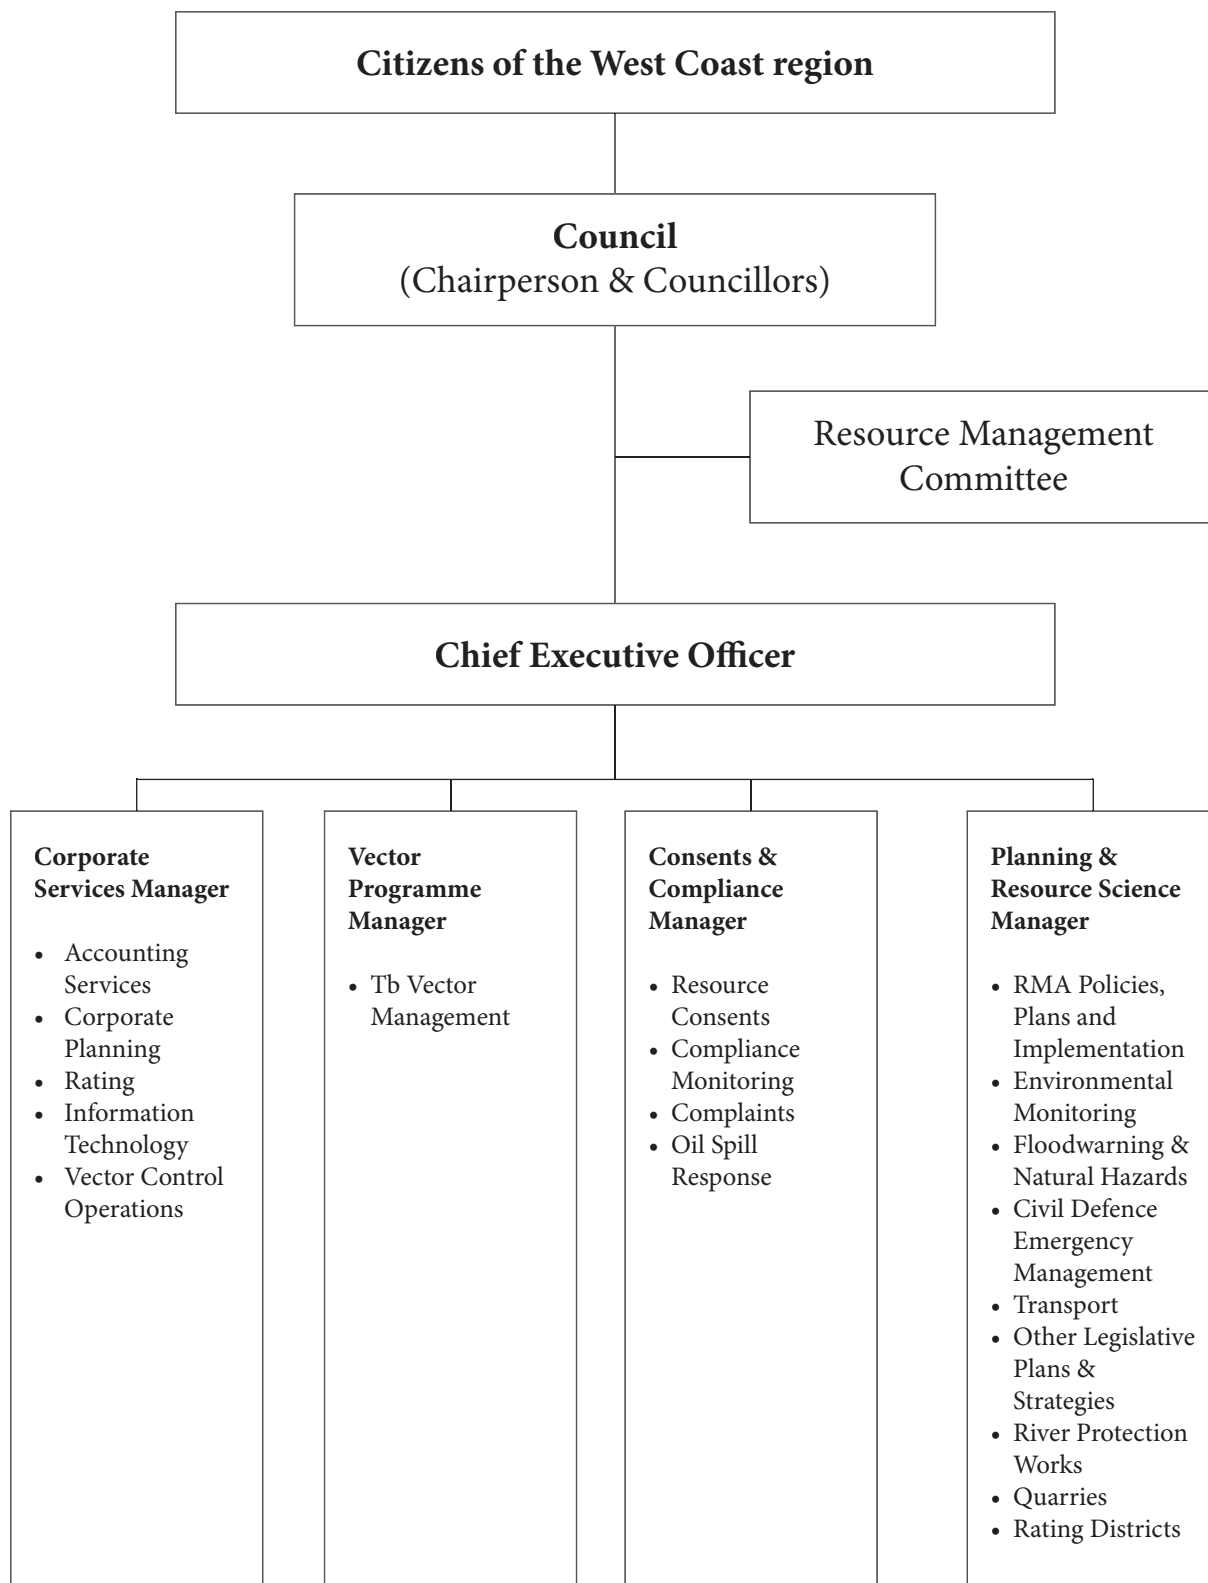 Citizens of the West Coast region
Council
(Chairperson & Councillors)
Resource Management
Committee
Chief Executive Officer
Corporate
Services Manager
• Accounting
Services
• Corporate
Planning
• Rating
• Information
Technology
• Vector Control
Operations
Vector
Programme
Manager
• Tb Vector
Management
Consents &
Compliance
Manager
• Resource
Consents
• Compliance
Monitoring
• Complaints
• Oil Spill
Response
Planning &
Resource Science
Manager
• RMA Policies,
Plans and
Implementation
• Environmental
Monitoring
• Floodwarning &
Natural Hazards
• Civil Defence
Emergency
Management
• Transport
• Other Legislative
Plans &
Strategies
• River Protection
Works
• Quarries
• Rating Districts